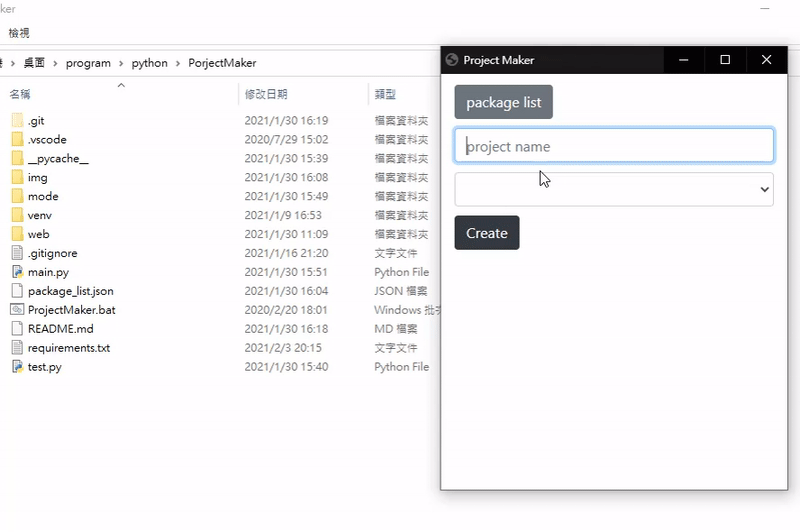 aker
檢視
桌面 › program › python › PorjectMaker
名稱 修改日期 類型
.git 2021/1/30 16:19 檔案資料夾
.vscode 2020/7/29 15:02 檔案資料夾
__pycache__ 2021/1/30 15:39 檔案資料夾
img 2021/1/30 16:08 檔案資料夾
mode 2021/1/30 15:49 檔案資料夾
venv 2021/1/9 16:53 檔案資料夾
web 2021/1/30 11:09 檔案資料夾
.gitignore 2021/1/16 21:20 文字文件
main.py 2021/1/30 15:51 Python File
package_list.json 2021/1/30 16:04 JSON 檔案
ProjectMaker.bat 2020/2/20 18:01 Windows 批
README.md 2021/1/30 16:18 MD 檔案
requirements.txt 2021/2/3 20:15 文字文件
test.py 2021/1/30 15:40 Python File
Project Maker
package list
project name
Create